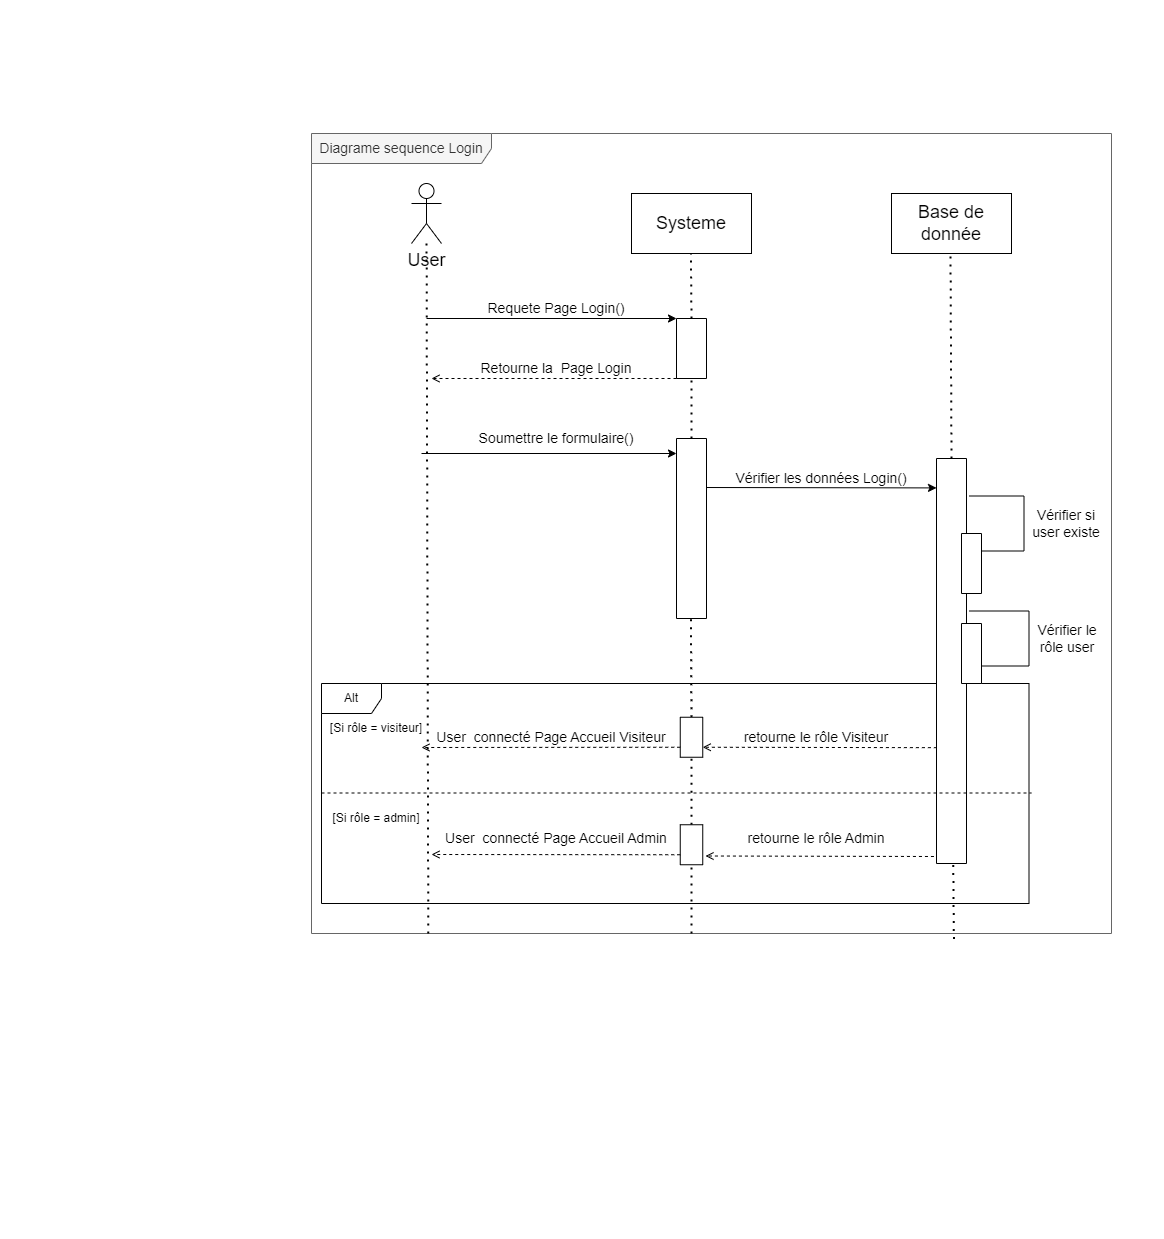 Diagrame sequence Login
User
Systeme
Base de
donnée
Requete Page Login()
Retourne la  Page Login
Soumettre le formulaire()
Vérifier les données Login()
Vérifier si
user existe
Vérifier le
rôle user
Alt
[Si rôle = visiteur]
User  connecté Page Accueil Visiteur
retourne le rôle Visiteur
[Si rôle = admin]
User  connecté Page Accueil Admin
retourne le rôle Admin